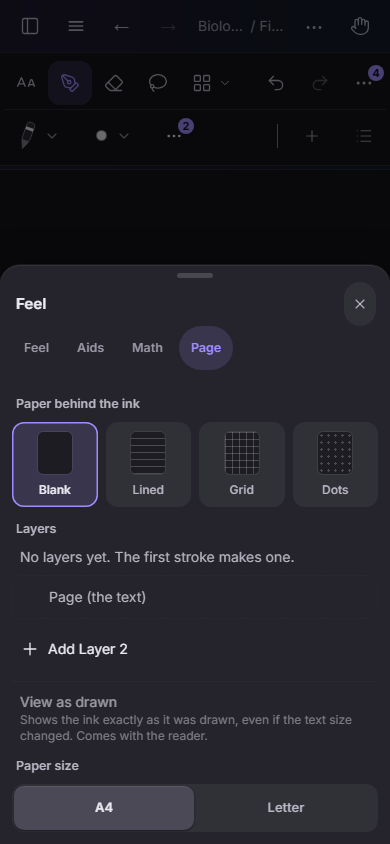 Biolo... / Fi...
AA
4
2
Feel
Feel Aids Math Page
Paper behind the ink
Blank Lined Grid Dots
Layers
No layers yet. The first stroke makes one.
Page (the text)
Add Layer 2
View as drawn
Shows the ink exactly as it was drawn, even if the text size
changed. Comes with the reader.
Paper size
A4 Letter